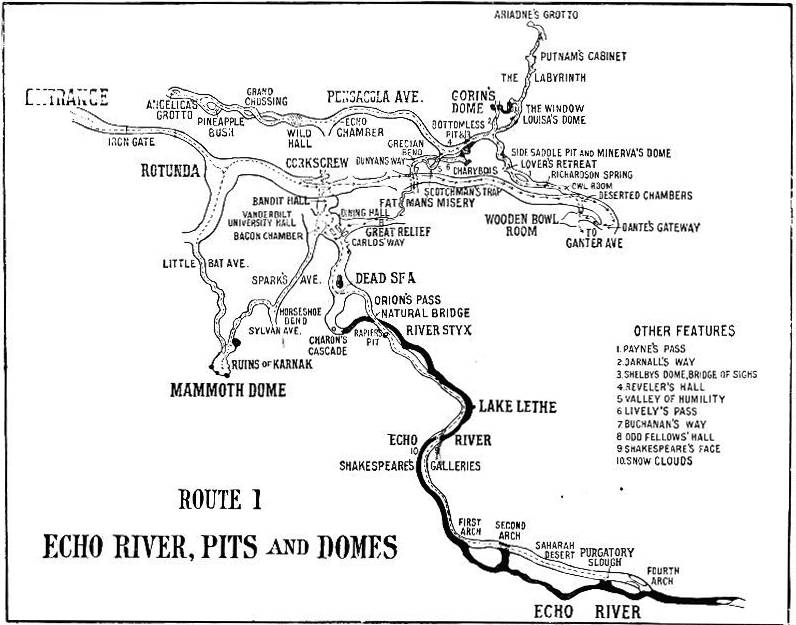 ARIADNE'S GROTTO
PUTNAM'S CABINET
THE LABYRINTH
ENTRANCE
ANGELICA'S
GROTTO
GRAND
CROSSING
PENSACOLA AVE.
GORIN'S
DOME
THE WINDOW
LOUISA'S DOME
PINEAPPLE
BUSH
WILD
HALL
ECHO
CHAMBER
BOTTOMLESS
PIT
IRON GATE
GRECIAN
BEND
SIDE SADDLE PIT AND MINERVA'S DOME
LOVER'S RETREAT
RICHARDSON SPRING
ROTUNDA
CORKSCREW
DUNYANS WAY
CHARYBDIS
OWL ROOM
DESERTED CHAMBERS
SCOTCHMAN'S TRAP
BANDIT HALL
FAT MANS MISERY
VANDERBILT
UNIVERSITY HALL
DINING HALL
WOODEN BOWL
ROOM
DANTE'S GATEWAY
TO
GANTER AVE
BACON CHAMBER
GREAT RELIEF
CARLOS' WAY
LITTLE BAT AVE.
SPARK'S AVE.
DEAD SEA
ORION'S PASS
NATURAL BRIDGE
HORSESHOE
BEND
SYLVAN AVE.
RIVER STYX
CHARON'S
CASCADE
RAPIERS
PIT
RUINS OF KARNAK
MAMMOTH DOME
LAKE LETHE
ECHO RIVER
10
9
SHAKESPEARE'S GALLERIES
OTHER FEATURES
1. PAYNE'S PASS
2. DARNALL'S WAY
3. SHELBYS DOME, BRIDGE OF SIGHS
4. REVELER'S HALL
5 VALLEY OF HUMILITY
6 LIVELY'S PASS
7 BUCHANAN'S WAY
8 ODD FELLOWS' HALL
9 SHAKESPEARE'S FACE
10. SNOW CLOUDS
ROUTE 1
ECHO RIVER, PITS AND DOMES
FIRST
ARCH
SECOND
ARCH
SAHARAH
DESERT
PURGATORY
SLOUGH
FOURTH
ARCH
ECHO RIVER